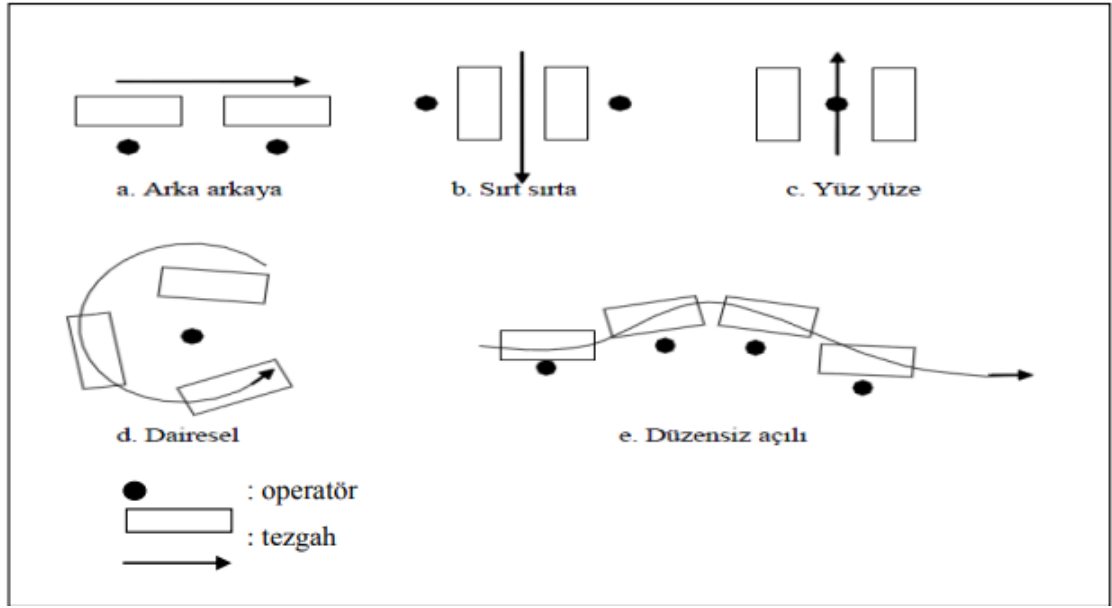 a. Arka arkaya
b. Sırt sırta
c. Yüz yüze
d. Dairesel
e. Düzensiz açılı
: operatör
: tezgah